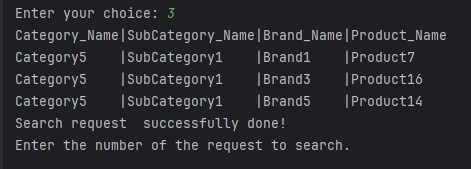 Enter your choice: 3
Category_Name|SubCategory_Name|Brand_Name|Product_Name
Category5    |SubCategory1    |Brand1    |Product7
Category5    |SubCategory1    |Brand3    |Product16
Category5    |SubCategory1    |Brand5    |Product14
Search request  successfully done!
Enter the number of the request to search.